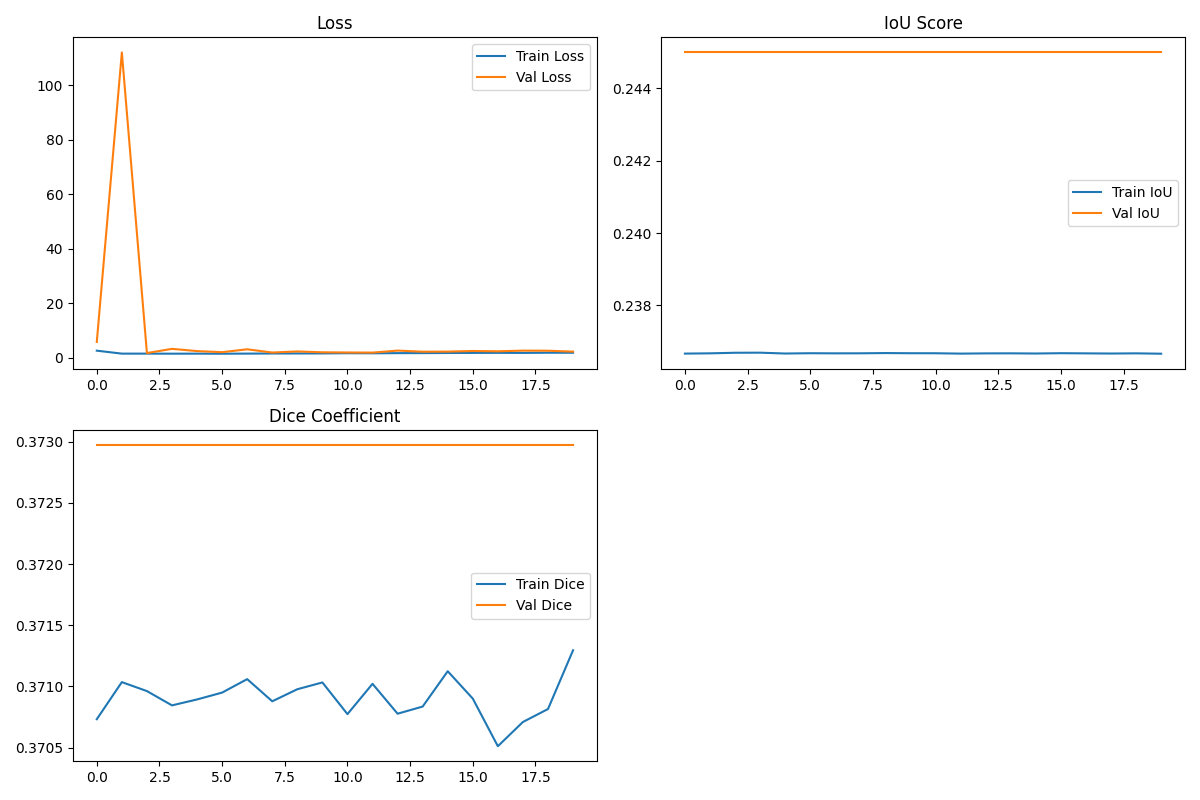 Loss
100
80
60
40
20
0
0.0 2.5 5.0 7.5 10.0 12.5 15.0 17.5
Train Loss
Val Loss
IoU Score
0.244
0.242
0.240
0.238
0.0 2.5 5.0 7.5 10.0 12.5 15.0 17.5
Train IoU
Val IoU
Dice Coefficient
0.3730
0.3725
0.3720
0.3715
0.3710
0.3705
0.0 2.5 5.0 7.5 10.0 12.5 15.0 17.5
Train Dice
Val Dice